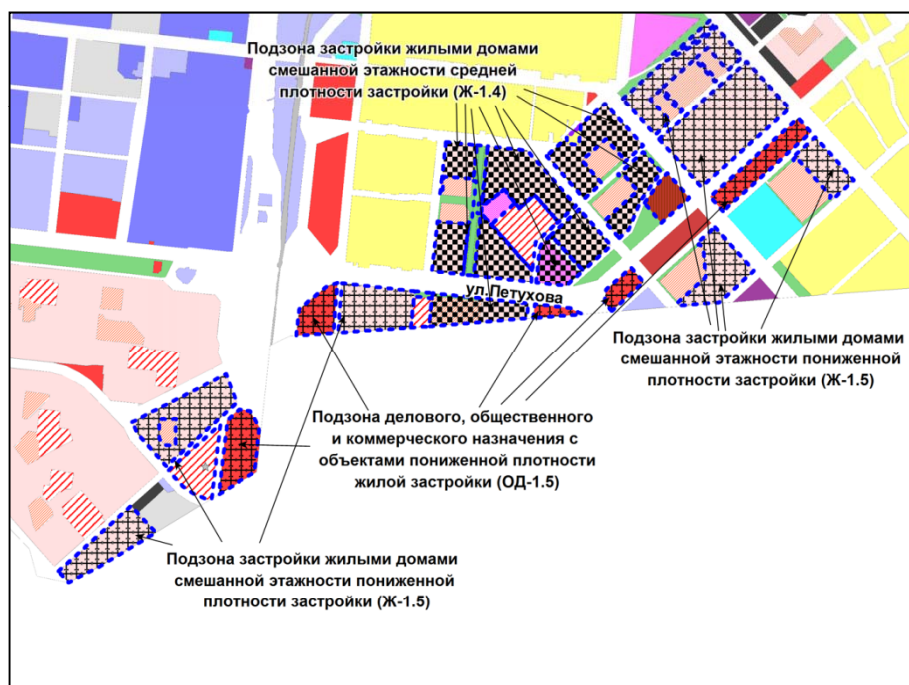 Подзона застройки жилыми домами
смешанной этажности средней
плотности застройки (Ж-1.4)
ул.Петухова
Подзона застройки жилыми домами
смешанной этажности пониженной
плотности застройки (Ж-1.5)
Подзона делового, общественного
и коммерческого назначения с
объектами пониженной плотности
жилой застройки (ОД-1.5)
Подзона застройки жилыми домами
смешанной этажности пониженной
плотности застройки (Ж-1.5)